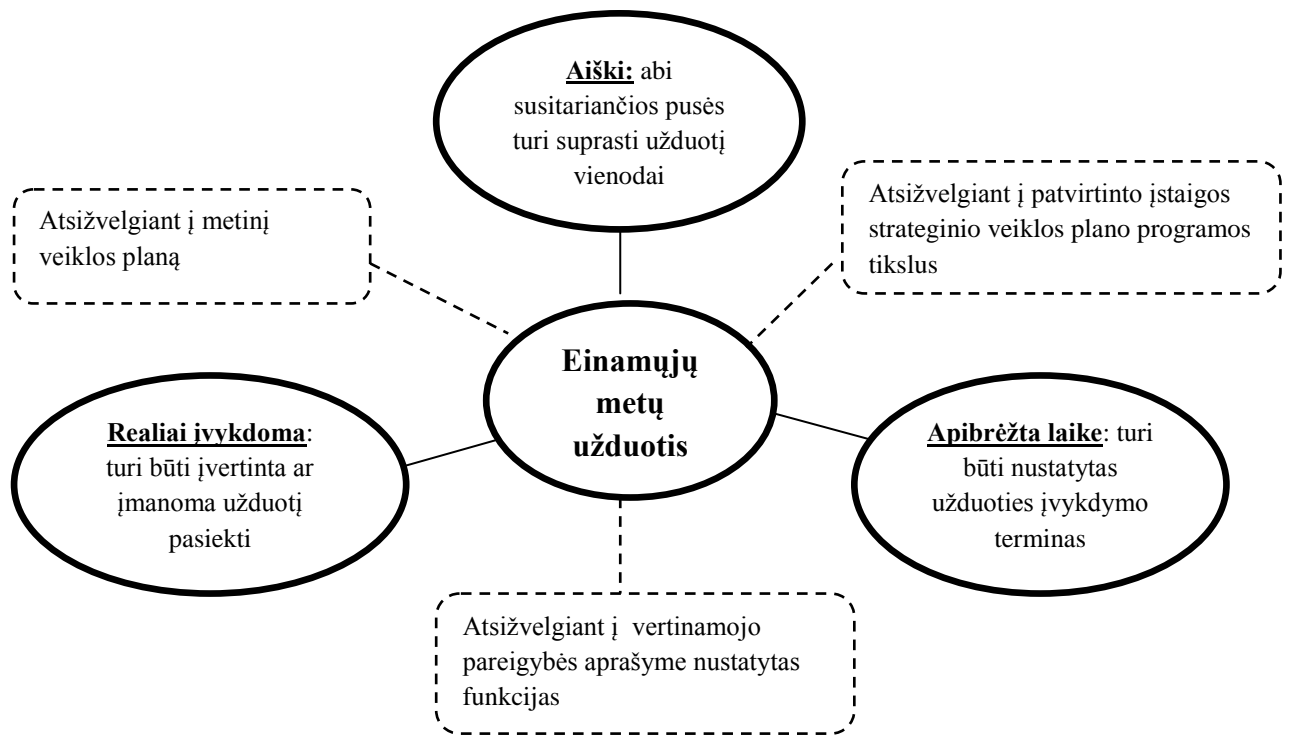 Aiški: abi
susitariančios pusės
turi suprasti užduotį
vienodai
Atsižvelgiant į metinį
veiklos planą
Atsižvelgiant į patvirtinto įstaigos
strateginio veiklos plano programos
tikslus
Einamųjų
metų
užduotis
Realiai įvykdoma:
turi būti įvertinta ar
įmanoma užduotį
pasiekti
Apibrėžta laike: turi
būti nustatytas
užduoties įvykdymo
terminas
Atsižvelgiant į vertinamojo
pareigybės aprašyme nustatytas
funkcijas